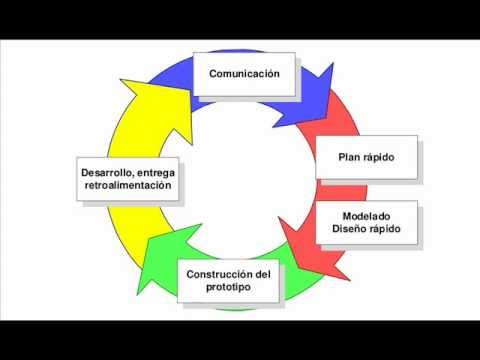 Comunicación
Plan rápido
Modelado
Diseño rápido
Construcción del
prototipo
Desarrollo, entrega
retroalimentación